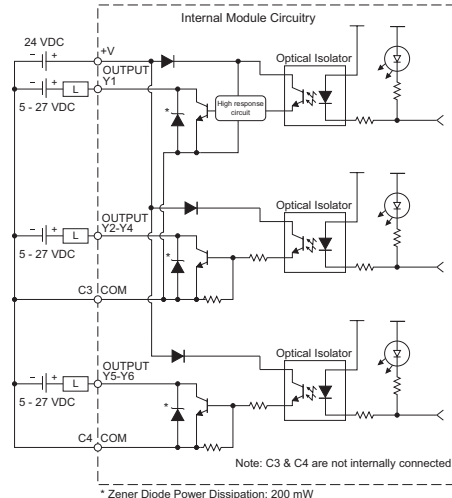 Internal Module Circuitry
24 VDC
+V
Optical Isolator
OUTPUT
Y1
L
High response
circuit
*
5 - 27 VDC
Optical Isolator
OUTPUT
Y2-Y4
L
*
5 - 27 VDC
C3 COM
Optical Isolator
OUTPUT
Y5-Y6
L
*
5 - 27 VDC
C4 COM
Note: C3 & C4 are not internally connected
* Zener Diode Power Dissipation: 200 mW